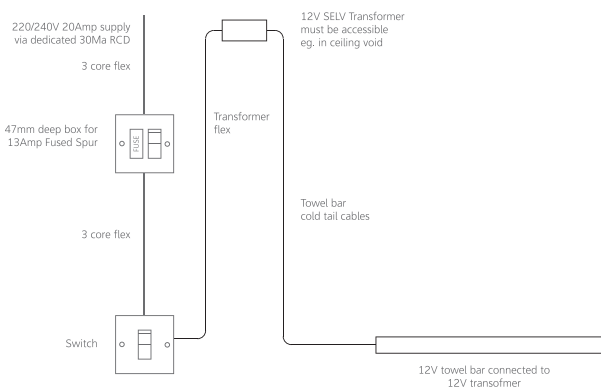 220/240V 20Amp supply
via dedicated 30Ma RCD
3 core flex
47mm deep box for
13Amp Fused Spur
FUSE
3 core flex
Switch
12V SELV Transformer
must be accessible
eg. in ceiling void
Transformer
flex
Towel bar
cold tail cables
12V towel bar connected to
12V transofmer